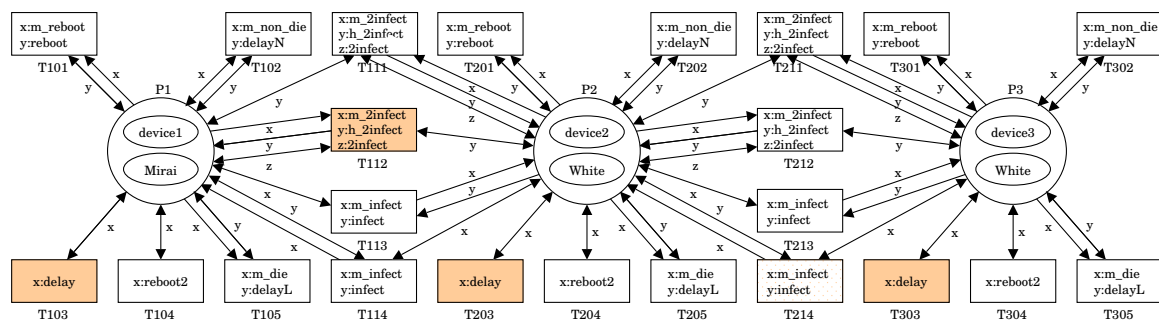 x:m_reboot
y:reboot
x:m_non_die
y:delayN
x:m_2infect
y:h_2infect
z:2infect
x:m_reboot
y:reboot
x:m_non_die
y:delayN
x:m_2infect
y:h_2infect
z:2infect
x:m_reboot
y:reboot
x:m_non_die
y:delayN
T101
x
y
x
y
T102
T111
T201
x
y
x
y
T202
T211
T301
x
y
x
y
T302
P1
y
x
y
z
P2
y
x
y
z
P3
device1
Mirai
x
y
z
x:m_2infect
y:h_2infect
z:2infect
T112
y
device2
White
x
y
z
x:m_2infect
y:h_2infect
z:2infect
T212
y
device3
White
x:m_infect
y:infect
T113
x
y
x:m_infect
y:infect
T213
x
y
x
x
x
y
y
x
x
x
x
x
y
y
x
x
x
x
x
y
x:delay
x:reboot2
x:m_die
y:delayL
x:m_infect
y:infect
x:delay
x:reboot2
x:m_die
y:delayL
x:m_infect
y:infect
x:delay
x:reboot2
x:m_die
y:delayL
T103
T104
T105
T114
T203
T204
T205
T214
T303
T304
T305